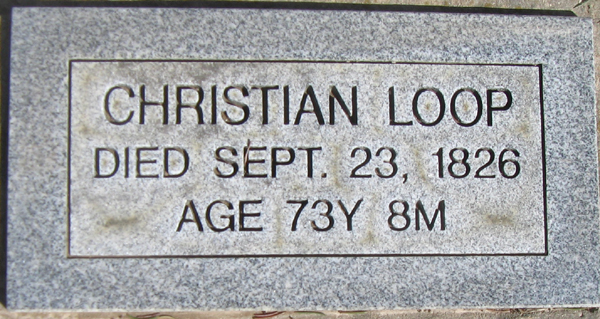 CHRISTIAN LOOP
DIED SEPT. 23, 1826
AGE 73Y 8M